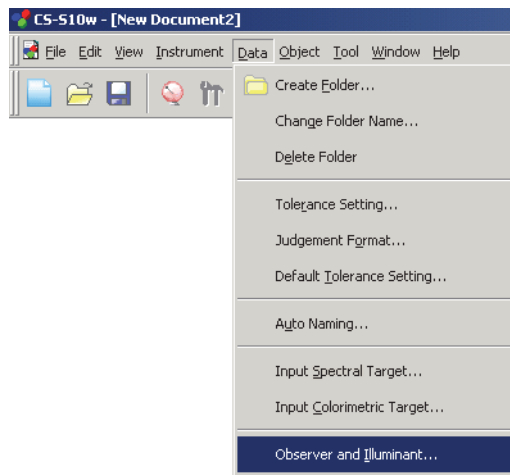 CS-S10w - [New Document2]
File Edit View Instrument Data Object Tool Window Help
Create Folder...
Change Folder Name...
Delete Folder
Tolerance Setting...
Judgement Format...
Default Tolerance Setting...
Auto Naming...
Input Spectral Target...
Input Colorimetric Target...
Observer and Illuminant...